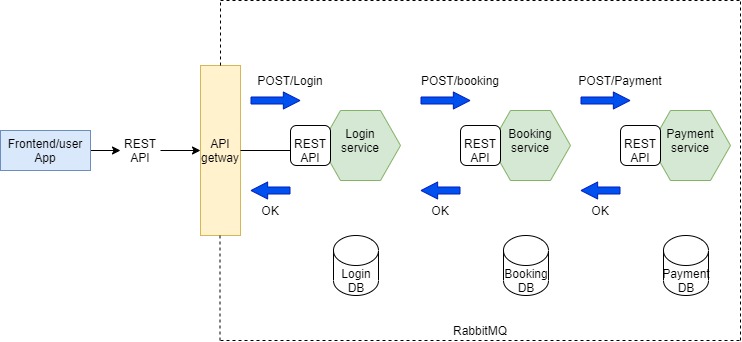 POST/Login
POST/booking
POST/Payment
Frontend/user
App
REST
API
API
getway
REST
API
Login
service
REST
API
Booking
service
REST
API
Payment
service
OK
OK
OK
Login
DB
Booking
DB
Payment
DB
RabbitMQ